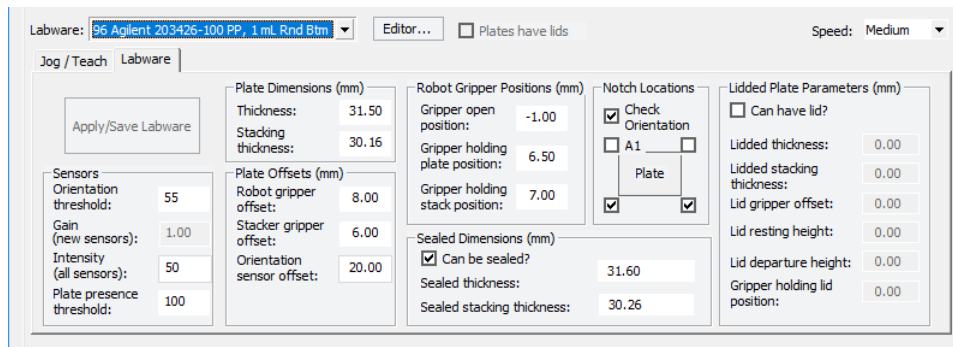 Labware: 96 Agilent 203426-100 PP, 1 mL Rnd Btm Editor... Plates have lids Speed: Medium
Jog / Teach Labware
Apply/Save Labware
Plate Dimensions (mm)
Thickness: 31.50
Stacking
thickness: 30.16
Robot Gripper Positions (mm)
Gripper open
position: -1.00
Gripper holding
plate position: 6.50
Gripper holding
stack position: 7.00
Notch Locations
Check
Orientation
A1
Plate
Lidded Plate Parameters (mm)
Can have lid?
Lidded thickness: 0.00
Lidded stacking
thickness: 0.00
Lid gripper offset: 0.00
Lid resting height: 0.00
Lid departure height: 0.00
Gripper holding lid
position: 0.00
Sensors
Orientation
threshold: 55
Gain
(new sensors): 1.00
Intensity
(all sensors): 50
Plate presence
threshold: 100
Plate Offsets (mm)
Robot gripper
offset: 8.00
Stacker gripper
offset: 6.00
Orientation
sensor offset: 20.00
Sealed Dimensions (mm)
Can be sealed?
Sealed thickness: 31.60
Sealed stacking thickness: 30.26